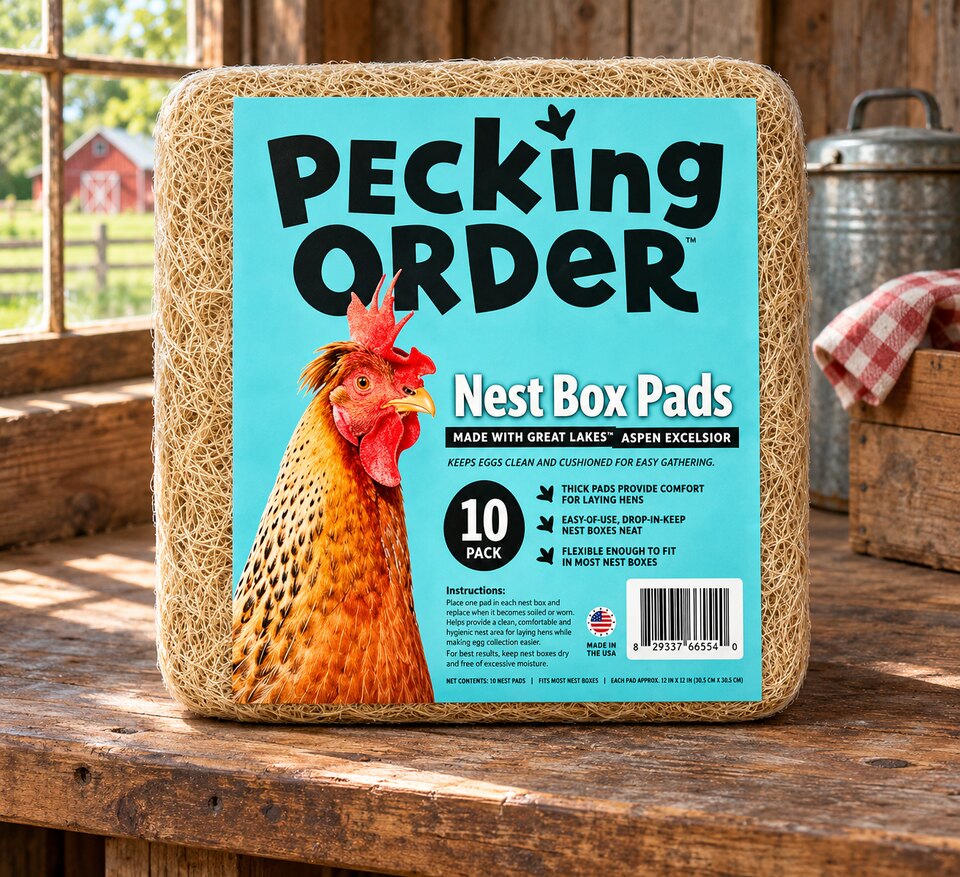 PECKING
ORDER™
Nest Box Pads
MADE WITH GREAT LAKES™ ASPEN EXCELSIOR
KEEPS EGGS CLEAN AND CUSHIONED FOR EASY GATHERING.
10
PACK
THICK PADS PROVIDE COMFORT
FOR LAYING HENS
EASY-OF-USE, DROP-IN-KEEP
NEST BOXES NEAT
FLEXIBLE ENOUGH TO FIT
IN MOST NEST BOXES
Instructions:
Place one pad in each nest box and
replace when it becomes soiled or worn.
Helps provide a clean, comfortable and
hygienic nest area for laying hens while
making egg collection easier.
For best results, keep nest boxes dry
and free of excessive moisture.
MADE IN
THE USA
8 29337 66554 0
NET CONTENTS: 10 NEST PADS | FITS MOST NEST BOXES | EACH PAD APPROX. 12 IN X 12 IN (30.5 CM X 30.5 CM)